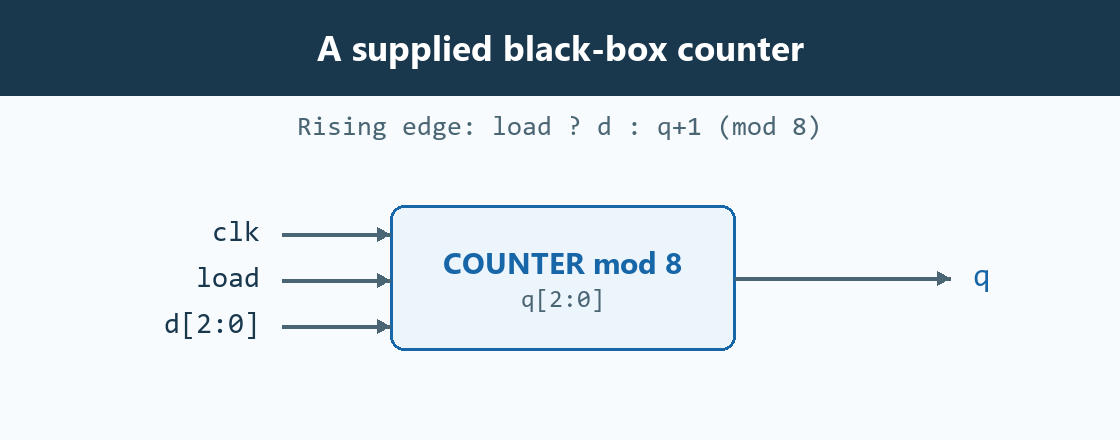 A supplied black-box counter
Rising edge: load ? d : q+1 (mod 8)
clk
load
d[2:0]
COUNTER mod 8
q[2:0]
q